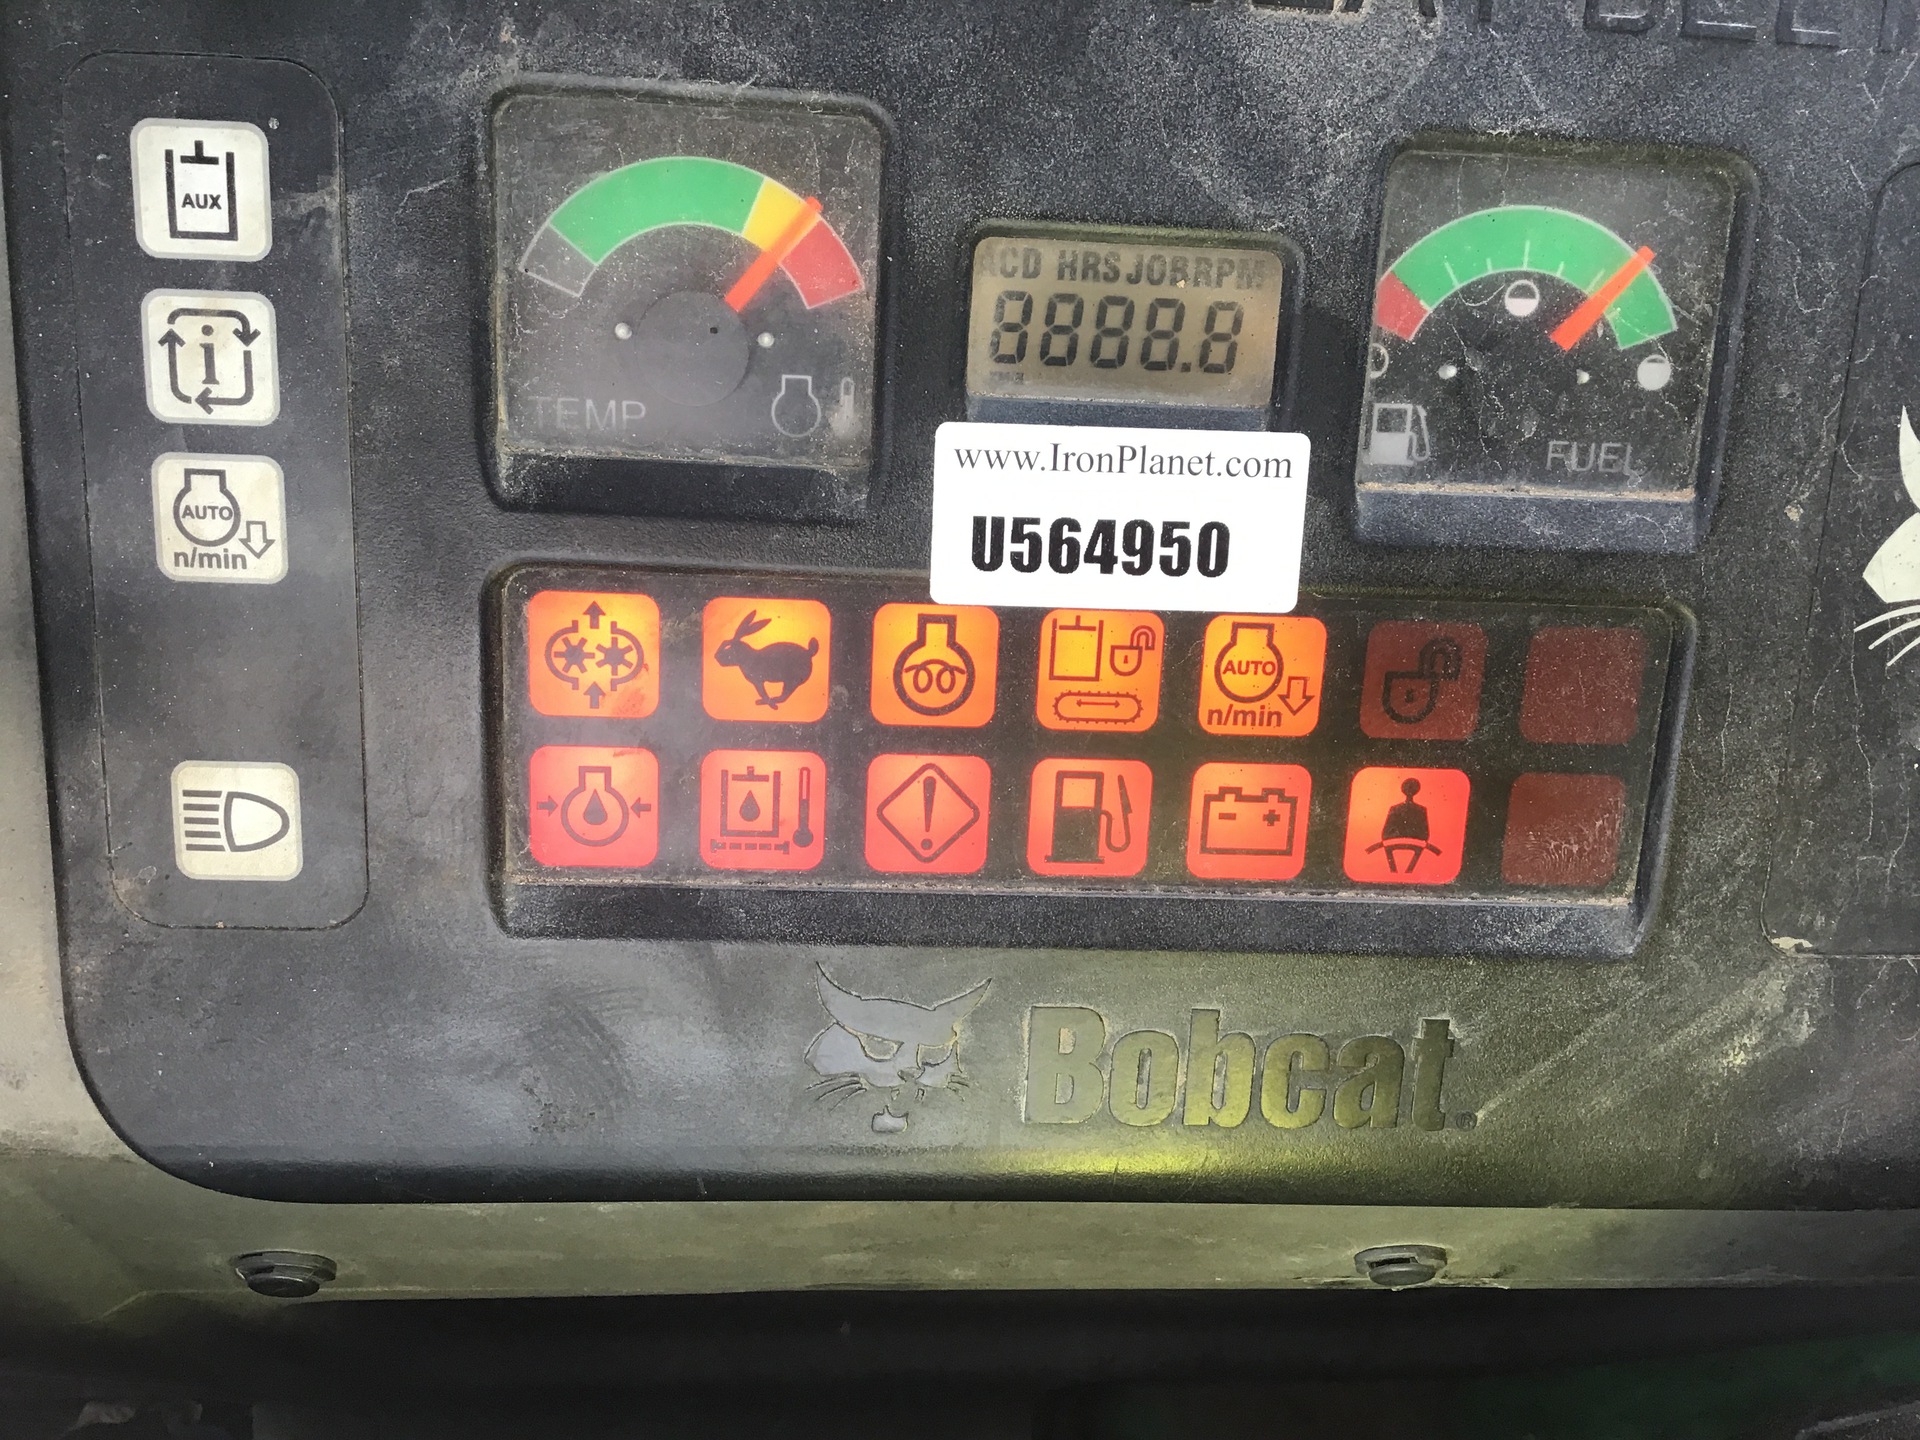 AUX
i
AUTO
n/min
TEMP
CD HRS JOB RPM
8888.8
FUEL
www.IronPlanet.com
U564950
AUTO
n/min
Bobcat®